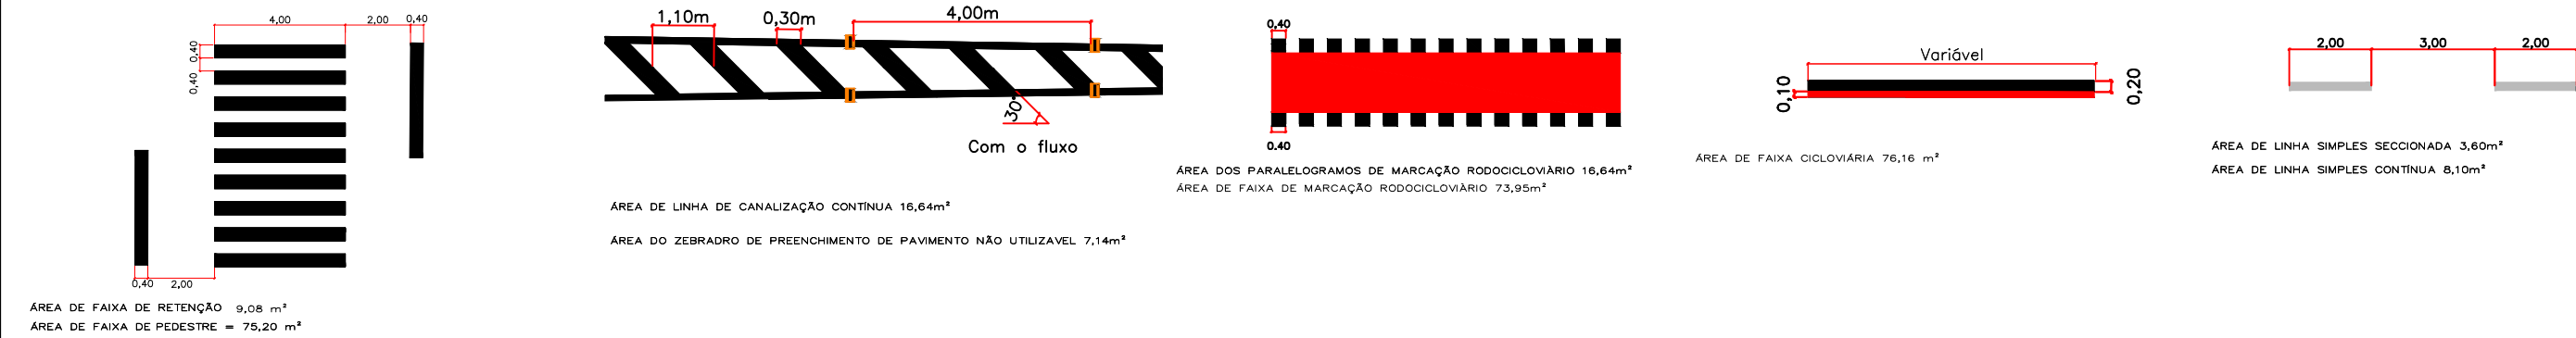 4,00
2,00
0,40
0,40
0,40
0,40
2,00
ÁREA DE FAIXA DE RETENÇÃO 9,08 m²
ÁREA DE FAIXA DE PEDESTRE = 75,20 m²
1,10m
0,30m
4,00m
30°
Com o fluxo
ÁREA DE LINHA DE CANALIZAÇÃO CONTÍNUA 16,64m²
ÁREA DO ZEBRADRO DE PREENCHIMENTO DE PAVIMENTO NÃO UTILIZAVEL 7,14m²
0.40
0.40
ÁREA DOS PARALELOGRAMOS DE MARCAÇÃO RODOCICLOVIÀRIO 16,64m²
ÁREA DE FAIXA DE MARCAÇÃO RODOCICLOVIÀRIO 73,95m²
Variável
0,10
0,20
ÁREA DE FAIXA CICLOVIÁRIA 76,16 m²
2,00
3,00
2,00
ÁREA DE LINHA SIMPLES SECCIONADA 3,60m²
ÁREA DE LINHA SIMPLES CONTÍNUA 8,10m²